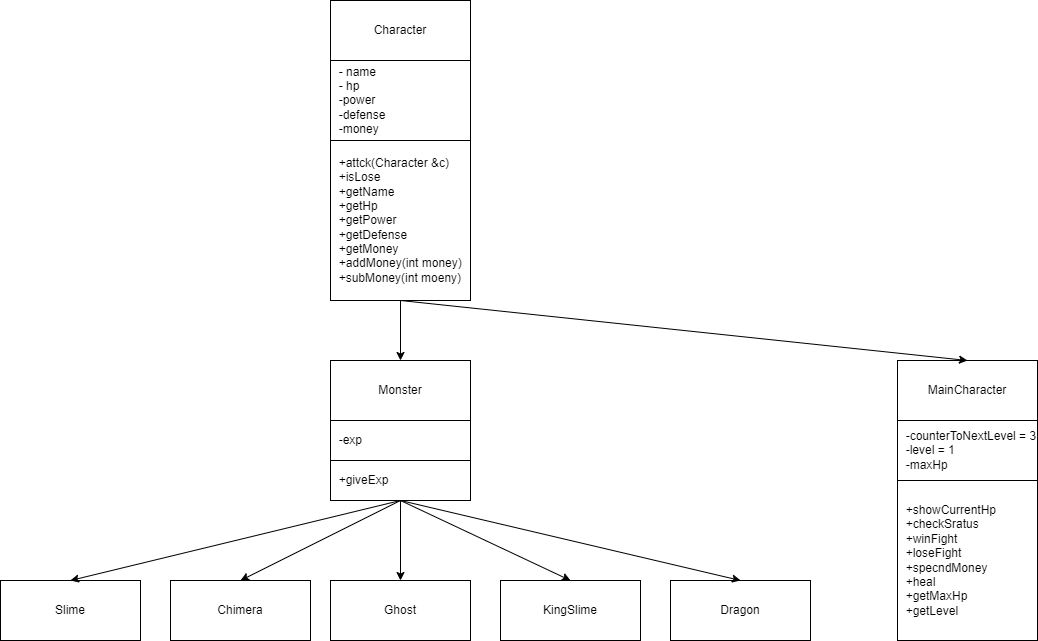 Character
- name
- hp
-power
-defense
-money
+attck(Character &c)
+isLose
+getName
+getHp
+getPower
+getDefense
+getMoney
+addMoney(int money)
+subMoney(int moeny)
Monster
-exp
+giveExp
MainCharacter
-counterToNextLevel = 3
-level = 1
-maxHp
+showCurrentHp
+checkSratus
+winFight
+loseFight
+specndMoney
+heal
+getMaxHp
+getLevel
Slime
Chimera
Ghost
KingSlime
Dragon